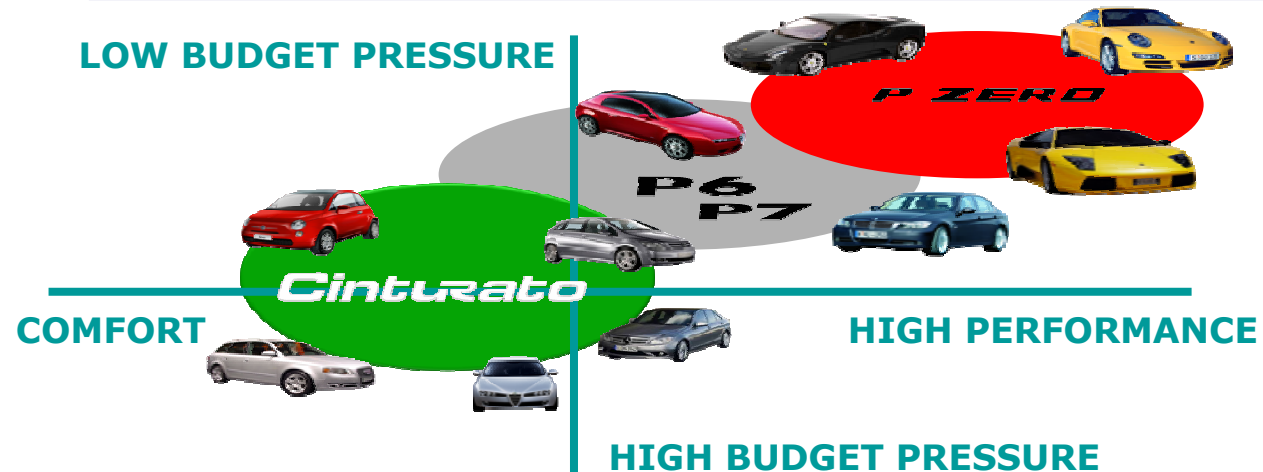 LOW BUDGET PRESSURE
P ZERO
P6
P7
Cinturato
COMFORT
HIGH PERFORMANCE
HIGH BUDGET PRESSURE